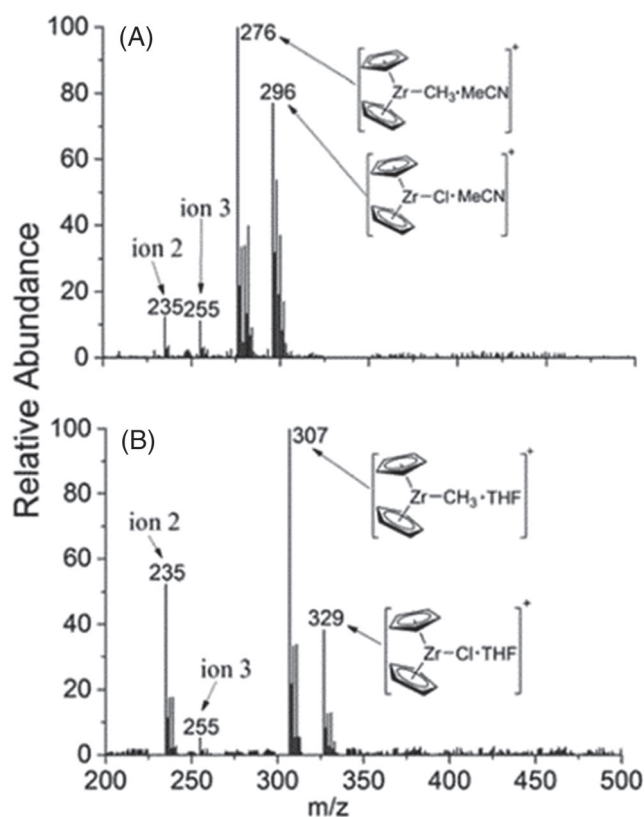 (A)
100
80
60
40
20
0
276
296
ion 3
ion 2
235 255
Zr
CH₃•MeCN
+
Zr
Cl•MeCN
+
Relative Abundance
(B)
100
80
60
40
20
0
307
ion 2
235
329
ion 3
255
Zr
CH₃•THF
+
Zr
Cl•THF
+
200 250 300 350 400 450 500
m/z